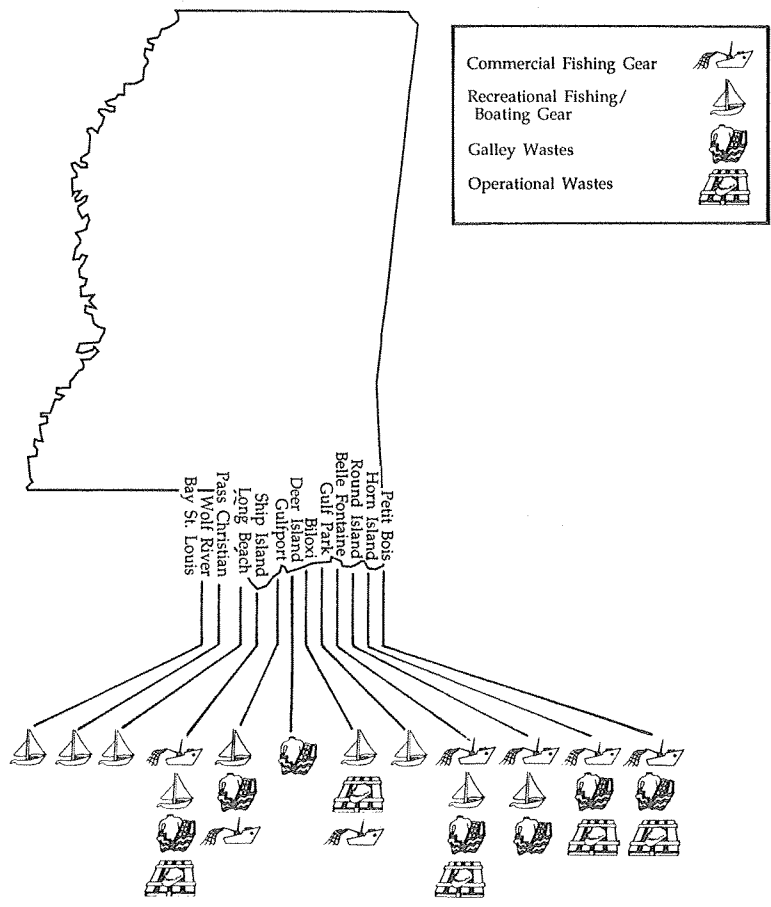 Commercial Fishing Gear
Recreational Fishing/
Boating Gear
Galley Wastes
Operational Wastes
Bay St. Louis
Wolf River
Pass Christian
Long Beach
Ship Island
Gulfport
Deer Island
Biloxi
Gulf Park
Belle Fontaine
Round Island
Horn Island
Petit Bois